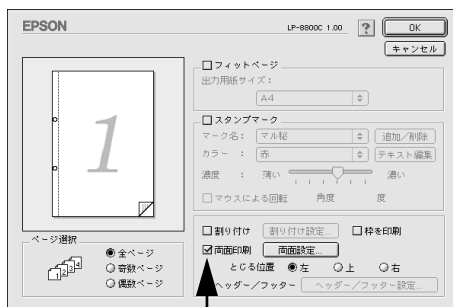 EPSON
LP-8800C 1.00
?
OK
キャンセル
フィットページ
出力用紙サイズ：
A4
スタンプマーク
マーク名： マル秘 追加／削除
カラー： 赤 テキスト編集
濃度： 薄い 濃い
マウスによる回転 角度 度
割り付け 割り付け設定... 枠を印刷
両面印刷 両面設定...
とじる位置 左 上 右
ヘッダー／フッター ヘッダー／フッター設定...
1
ページ選択
1 2 3 4
全ページ
奇数ページ
偶数ページ